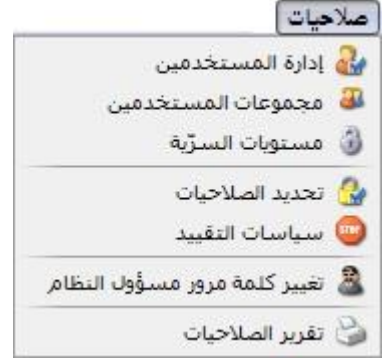 صلاحيات
إدارة المستخدمين
مجموعات المستخدمين
مستويات السرّية
تحديد الصلاحيات
سياسات التقييد
تغيير كلمة مرور مسؤول النظام
تقرير الصلاحيات